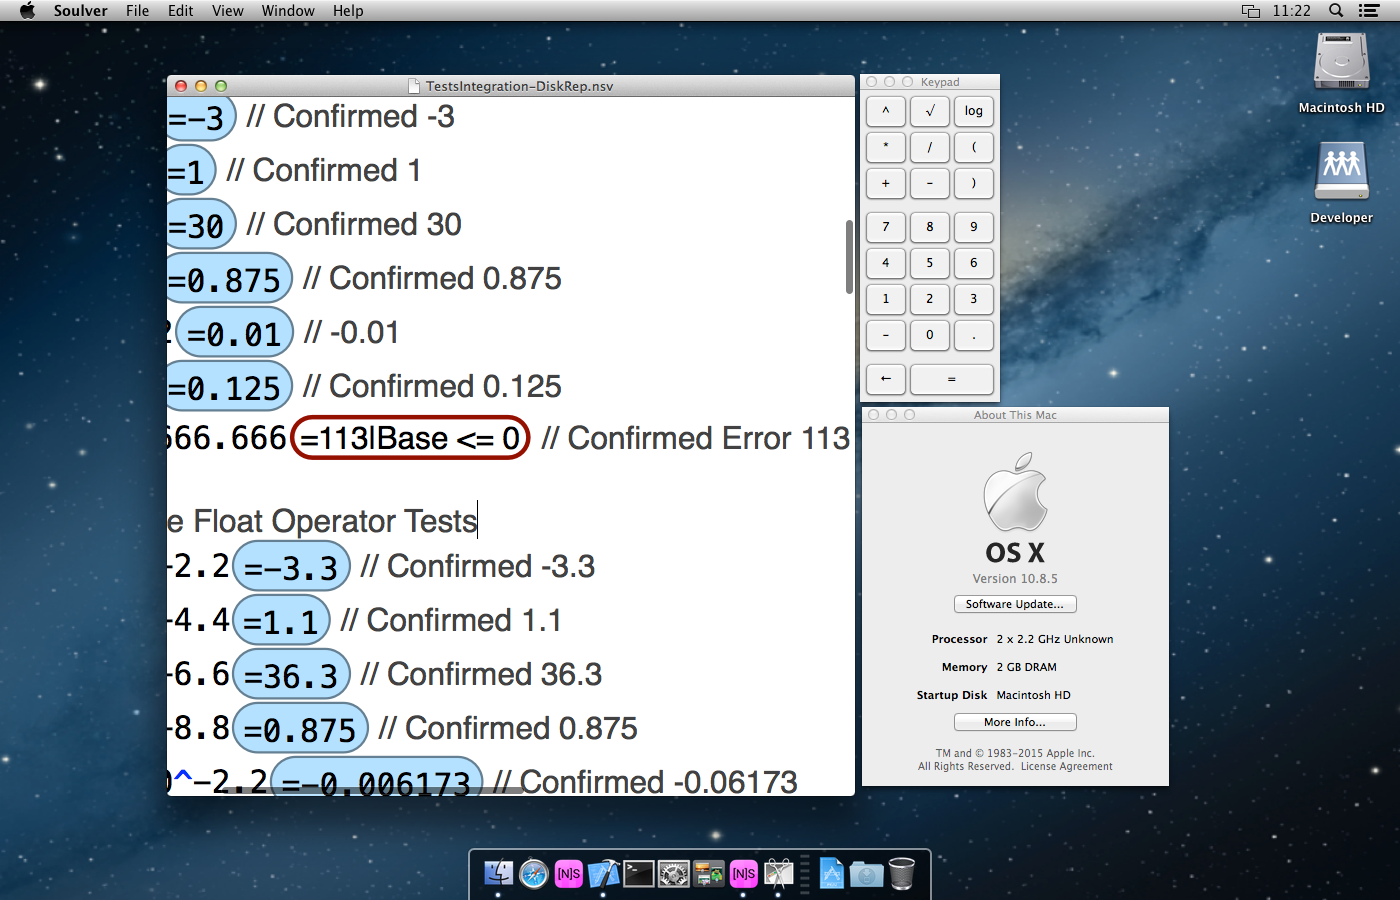 Soulver File Edit View Window Help 11:22
TestsIntegration-DiskRep.nsv
=-3 // Confirmed -3
=1 // Confirmed 1
=30 // Confirmed 30
=0.875 // Confirmed 0.875
=0.01 // -0.01
=0.125 // Confirmed 0.125
666.666 =113|Base <= 0 // Confirmed Error 113
e Float Operator Tests
-2.2 =-3.3 // Confirmed -3.3
-4.4 =1.1 // Confirmed 1.1
-6.6 =36.3 // Confirmed 36.3
-8.8 =0.875 // Confirmed 0.875
^-2.2 =-0.006173 // Confirmed -0.06173
Keypad
^ √ log
* / (
+ - )
7 8 9
4 5 6
1 2 3
- 0 .
← =
About This Mac
OS X
Version 10.8.5
Software Update...
Processor 2 x 2.2 GHz Unknown
Memory 2 GB DRAM
Startup Disk Macintosh HD
More Info...
TM and © 1983-2015 Apple Inc.
All Rights Reserved. License Agreement
Macintosh HD
Developer
[N]S
[N]S